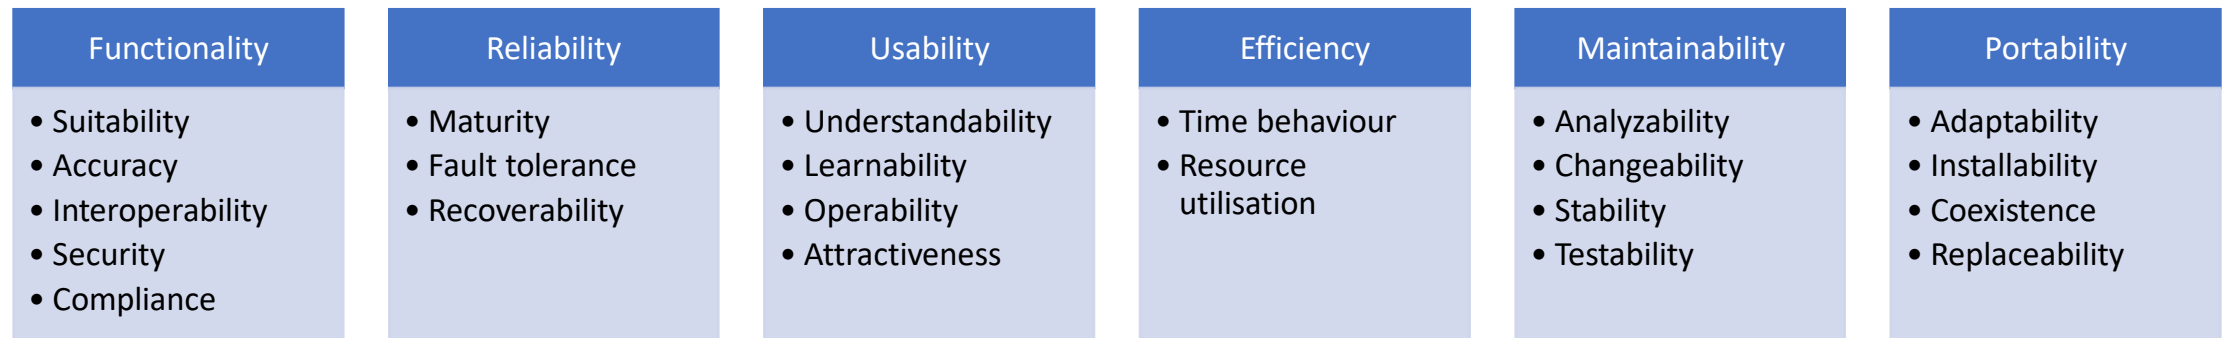 Functionality
• Suitability
• Accuracy
• Interoperability
• Security
• Compliance
Reliability
• Maturity
• Fault tolerance
• Recoverability
Usability
• Understandability
• Learnability
• Operability
• Attractiveness
Efficiency
• Time behaviour
• Resource
utilisation
Maintainability
• Analyzability
• Changeability
• Stability
• Testability
Portability
• Adaptability
• Installability
• Coexistence
• Replaceability